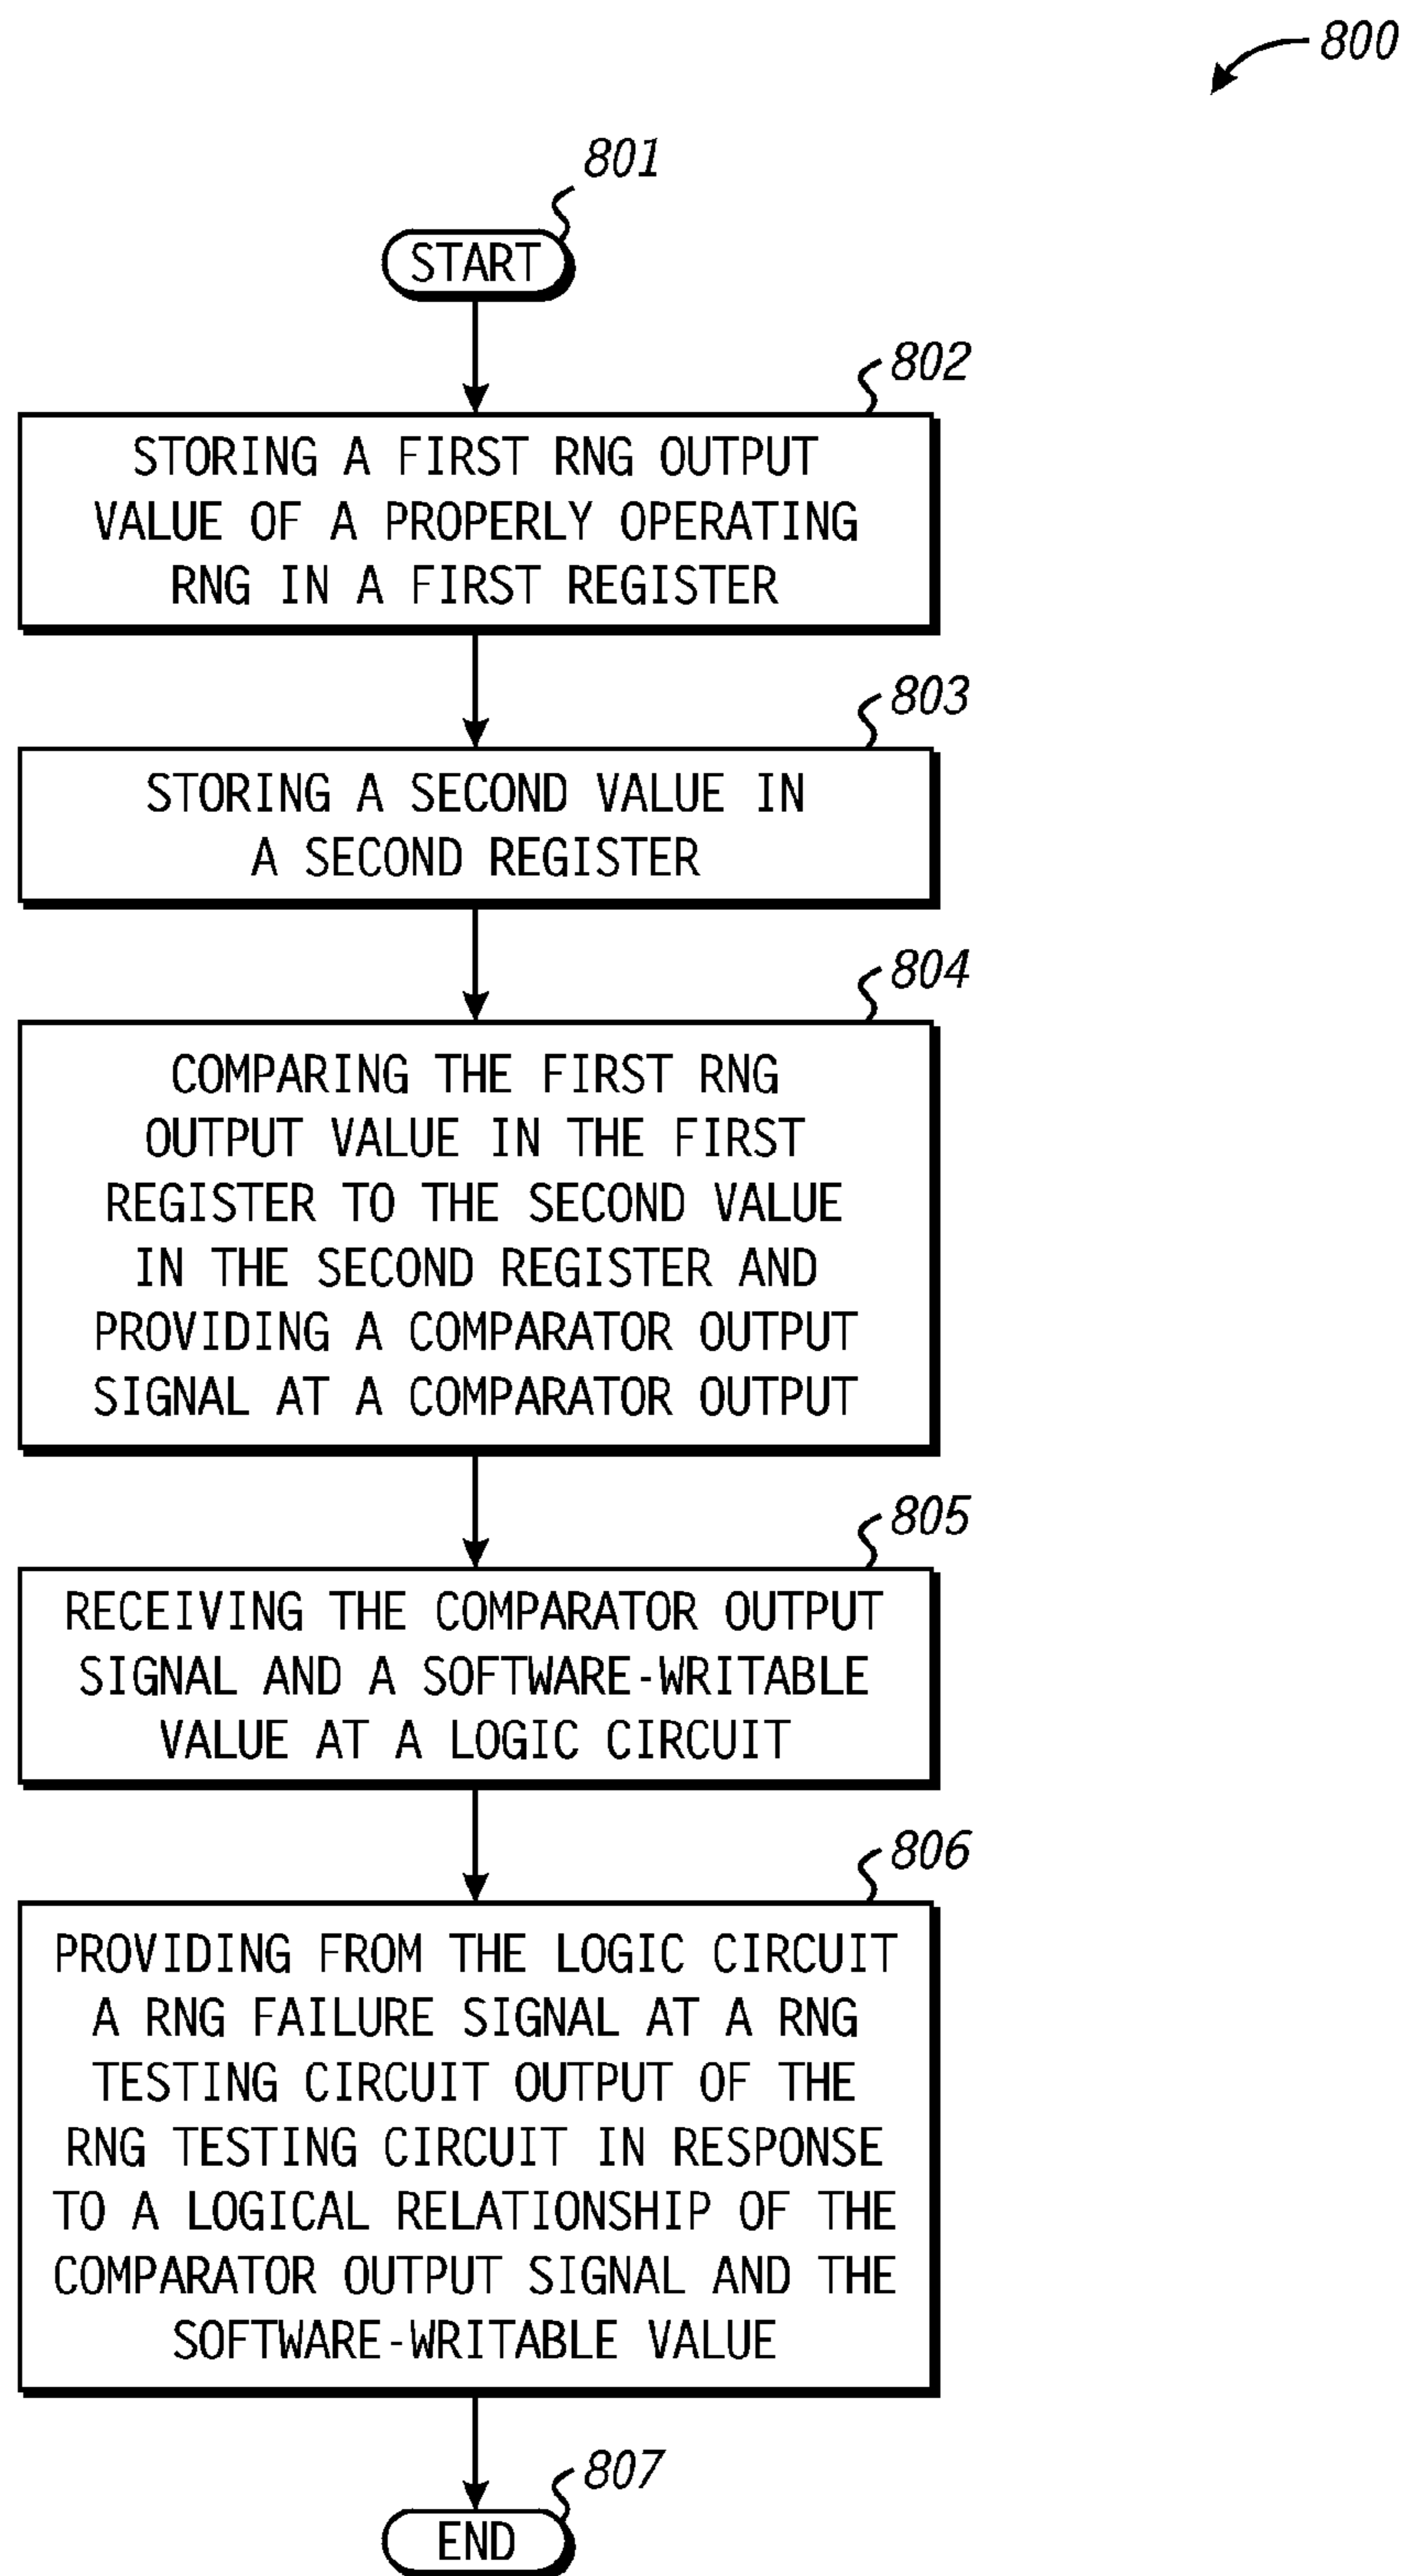 800
801
START
802
STORING A FIRST RNG OUTPUT
VALUE OF A PROPERLY OPERATING
RNG IN A FIRST REGISTER
803
STORING A SECOND VALUE IN
A SECOND REGISTER
804
COMPARING THE FIRST RNG
OUTPUT VALUE IN THE FIRST
REGISTER TO THE SECOND VALUE
IN THE SECOND REGISTER AND
PROVIDING A COMPARATOR OUTPUT
SIGNAL AT A COMPARATOR OUTPUT
805
RECEIVING THE COMPARATOR OUTPUT
SIGNAL AND A SOFTWARE-WRITABLE
VALUE AT A LOGIC CIRCUIT
806
PROVIDING FROM THE LOGIC CIRCUIT
A RNG FAILURE SIGNAL AT A RNG
TESTING CIRCUIT OUTPUT OF THE
RNG TESTING CIRCUIT IN RESPONSE
TO A LOGICAL RELATIONSHIP OF THE
COMPARATOR OUTPUT SIGNAL AND THE
SOFTWARE-WRITABLE VALUE
807
END